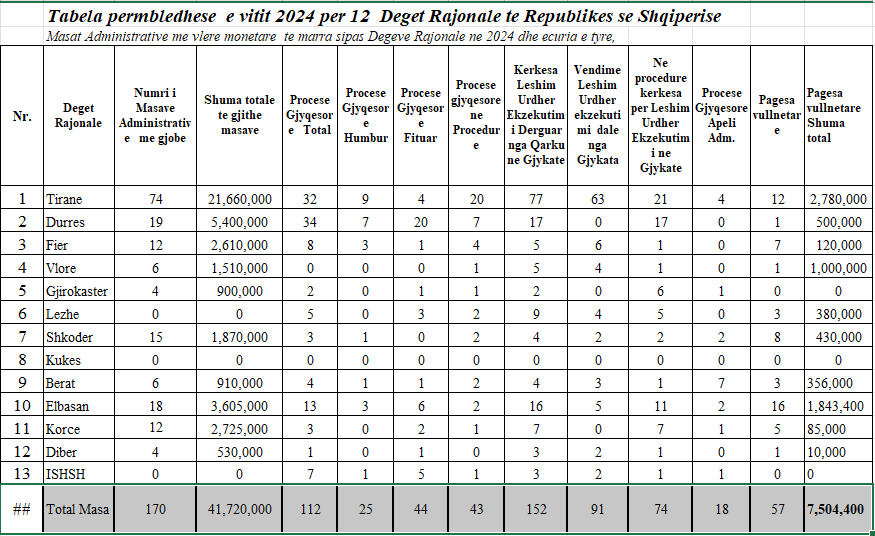 Tabela permbledhese e vitit 2024 per 12 Deget Rajonale te Republikes se Shqiperise
Masat Administrative me vlere monetare te marra sipas Degeve Rajonale ne 2024 dhe ecuria e tyre,
Nr. Deget Rajonale Numri i Masave Administrativ e me gjobe Shuma totale te gjithe masave Procese Gjyqesor e Total Procese Gjyqesor e Humbur Procese Gjyqesor e Fituar Procese gjyqesore ne Procedur e Kerkesa Leshim Urdher Ekzekutim i Derguar nga Qarku ne Gjykate Vendime Leshim Urdher ekzekuti mi dale nga Gjykata Ne procedure kerkesa per Leshim Urdher Ekzekutim i ne Gjykate Procese Gjyqesore Apeli Adm. Pagesa vullnetar e Pagesa vullnetare Shuma total
1 Tirane 74 21,660,000 32 9 4 20 77 63 21 4 12 2,780,000
2 Durres 19 5,400,000 34 7 20 7 17 0 17 0 1 500,000
3 Fier 12 2,610,000 8 3 1 4 5 6 1 0 7 120,000
4 Vlore 6 1,510,000 0 0 0 1 5 4 1 0 1 1,000,000
5 Gjirokaster 4 900,000 2 0 1 1 2 0 6 1 0 0
6 Lezhe 0 0 5 0 3 2 9 4 5 0 3 380,000
7 Shkoder 15 1,870,000 3 1 0 2 4 2 2 2 8 430,000
8 Kukes 0 0 0 0 0 0 0 0 0 0 0 0
9 Berat 6 910,000 4 1 1 2 4 3 1 7 3 356,000
10 Elbasan 18 3,605,000 13 3 6 2 16 5 11 2 16 1,843,400
11 Korce 12 2,725,000 3 0 2 1 7 0 7 1 5 85,000
12 Diber 4 530,000 1 0 1 0 3 2 1 0 1 10,000
13 ISHSH 0 0 7 1 5 1 3 2 1 1 0 0
## Total Masa 170 41,720,000 112 25 44 43 152 91 74 18 57 7,504,400